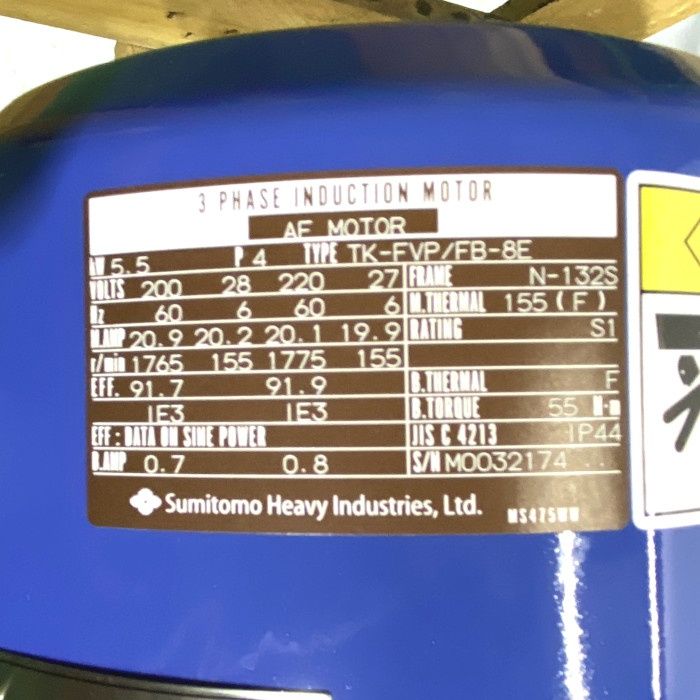 3 PHASE INDUCTION MOTOR
AF MOTOR
kW 5.5 P 4 TYPE TK-FVP/FB-8E
VOLTS 200 28 220 27 FRAME N-132S
Hz 60 6 60 6 M.THERMAL 155(F)
M.AMP 20.9 20.2 20.1 19.9 RATING S1
r/min 1765 155 1775 155
EFF. 91.7 91.9 B.THERMAL F
IE3 IE3 B.TORQUE 55 N·m
EFF: DATA ON SINE POWER JIS C 4213 IP44
B.AMP 0.7 0.8 S/N M0032174 ..
Sumitomo Heavy Industries, Ltd.